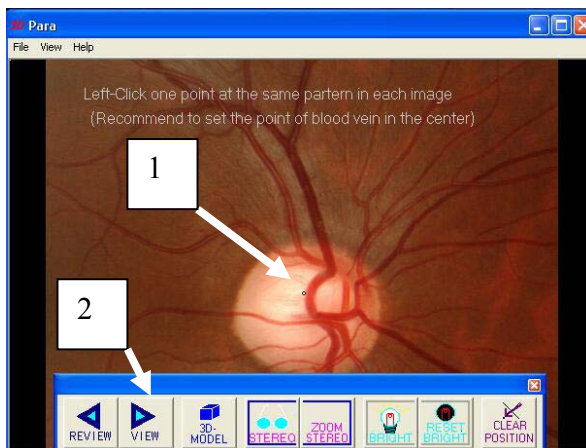 3D Para
File View Help
Left-Click one point at the same partern in each image
(Recommend to set the point of blood vein in the center)
1
2
REVIEW
VIEW
3D-
MODEL
STEREO
ZOOM
STEREO
BRIGHT
RESET
BRIGHT
CLEAR
POSITION